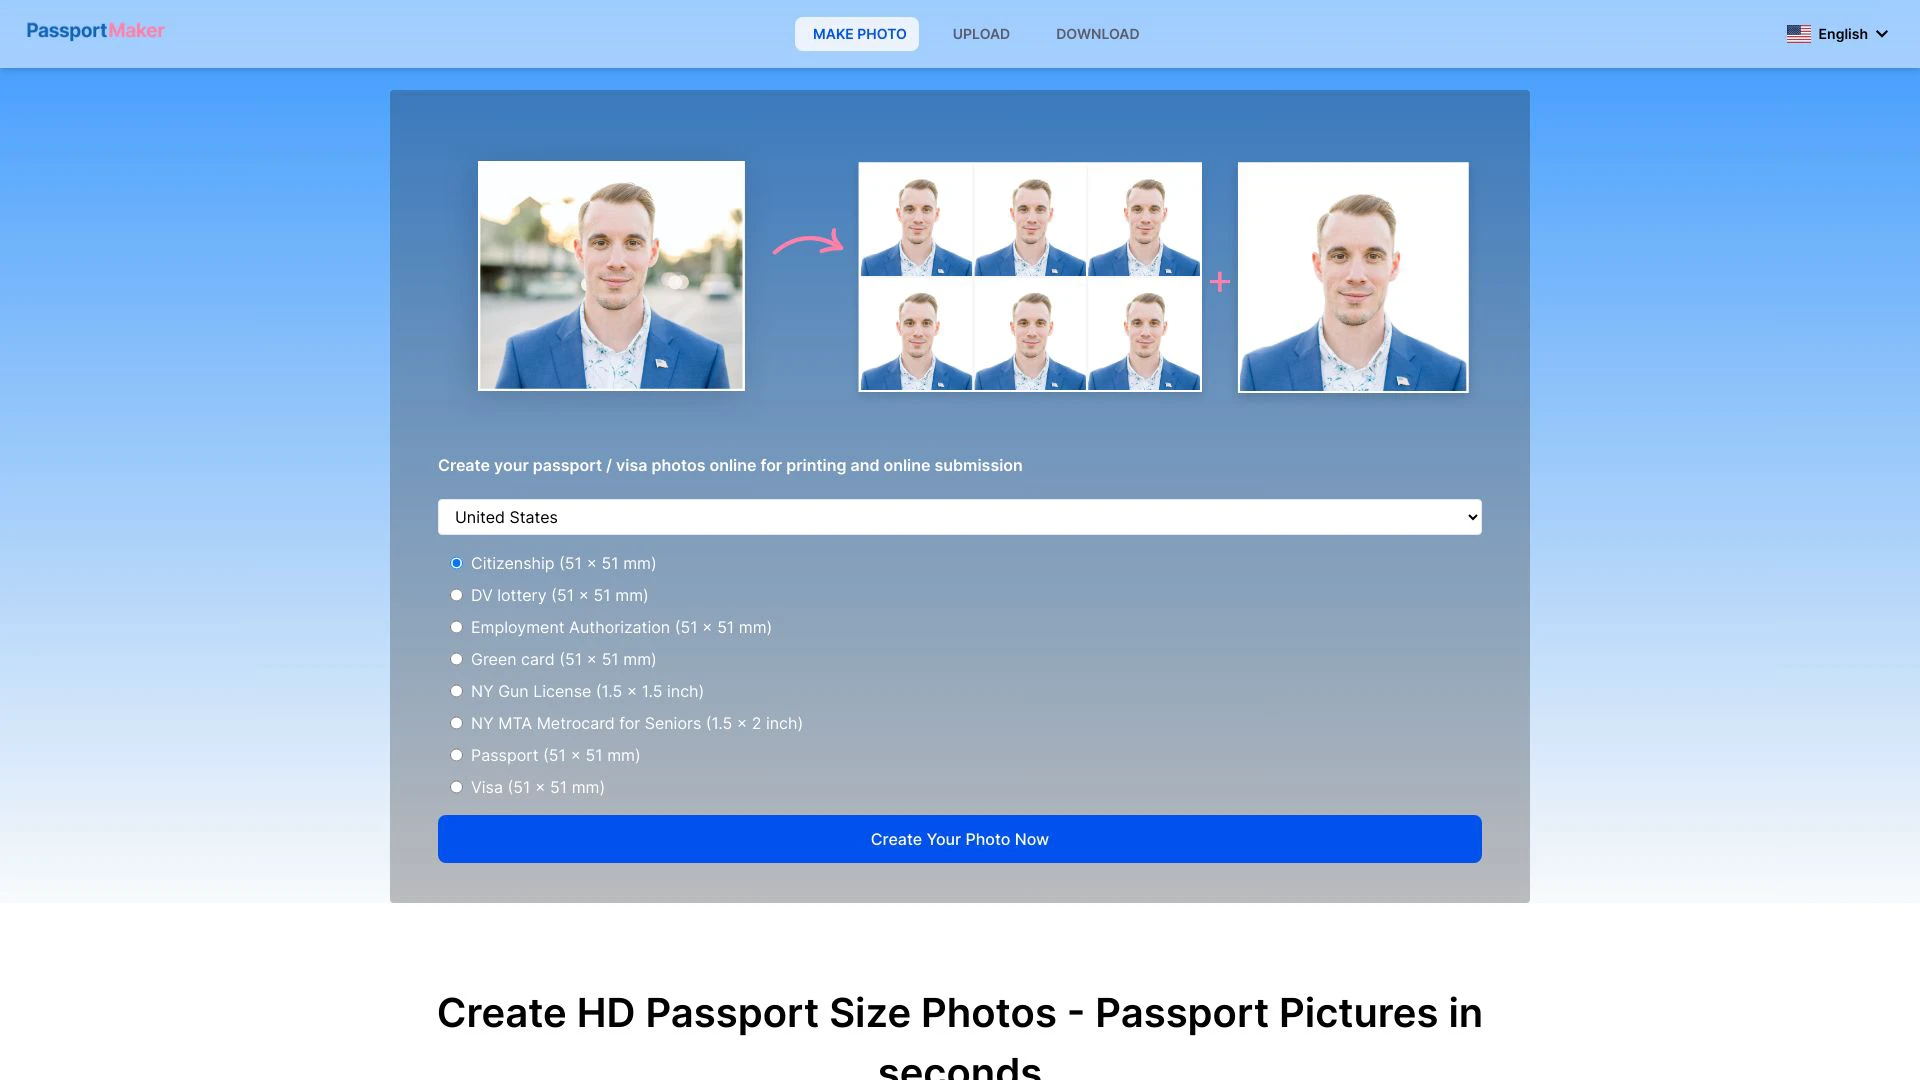 PassportMaker
MAKE PHOTO
UPLOAD
DOWNLOAD
English
Create your passport / visa photos online for printing and online submission
United States
Citizenship (51 × 51 mm)
DV lottery (51 × 51 mm)
Employment Authorization (51 × 51 mm)
Green card (51 × 51 mm)
NY Gun License (1.5 × 1.5 inch)
NY MTA Metrocard for Seniors (1.5 × 2 inch)
Passport (51 × 51 mm)
Visa (51 × 51 mm)
Create Your Photo Now
Create HD Passport Size Photos - Passport Pictures in
seconds